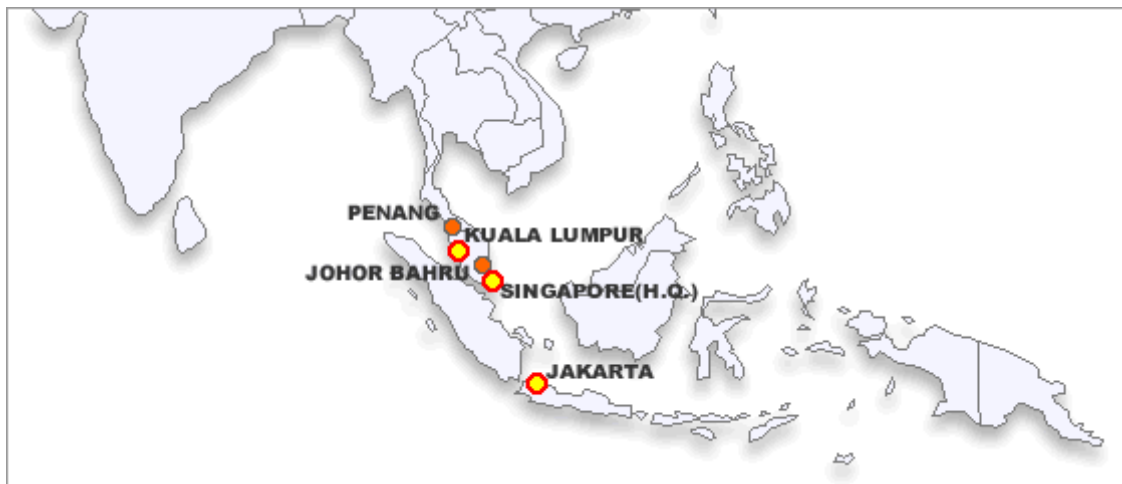 PENANG
KUALA LUMPUR
JOHOR BAHRU
SINGAPORE(H.Q.)
JAKARTA